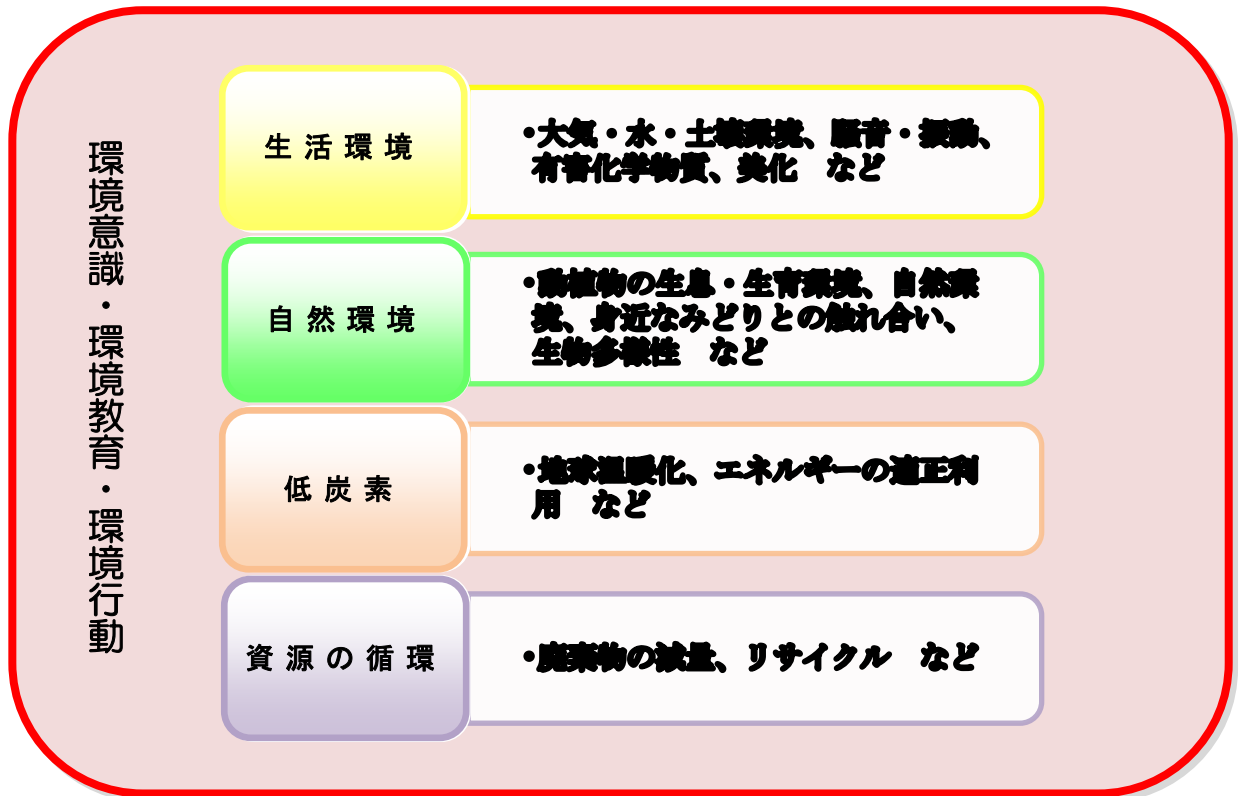 環境意識・環境教育・環境行動
生活環境
•大気・水・土壌環境、騒音・振動、
有害化学物質、美化　など
自然環境
•動植物の生息・生育環境、自然環
境、身近なみどりとの触れ合い、
生物多様性　など
低炭素
•地球温暖化、エネルギーの適正利
用　など
資源の循環
•廃棄物の減量、リサイクル　など